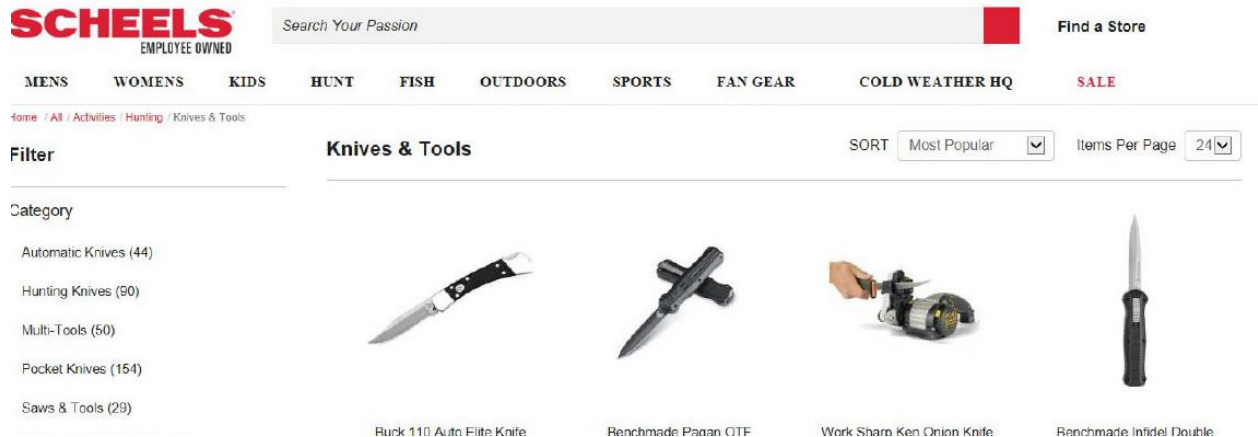 SCHEELS
EMPLOYEE OWNED
Search Your Passion
Find a Store
MENS WOMENS KIDS HUNT FISH OUTDOORS SPORTS FAN GEAR COLD WEATHER HQ SALE
Home / All / Activities / Hunting / Knives & Tools
Filter
Knives & Tools
SORT Most Popular Items Per Page 24
Category
Automatic Knives (44)
Hunting Knives (90)
Multi-Tools (50)
Pocket Knives (154)
Saws & Tools (29)
Buck 110 Auto Elite Knife Benchmade Pagan OTF Work Sharp Ken Onion Knife Benchmade Infidel Double